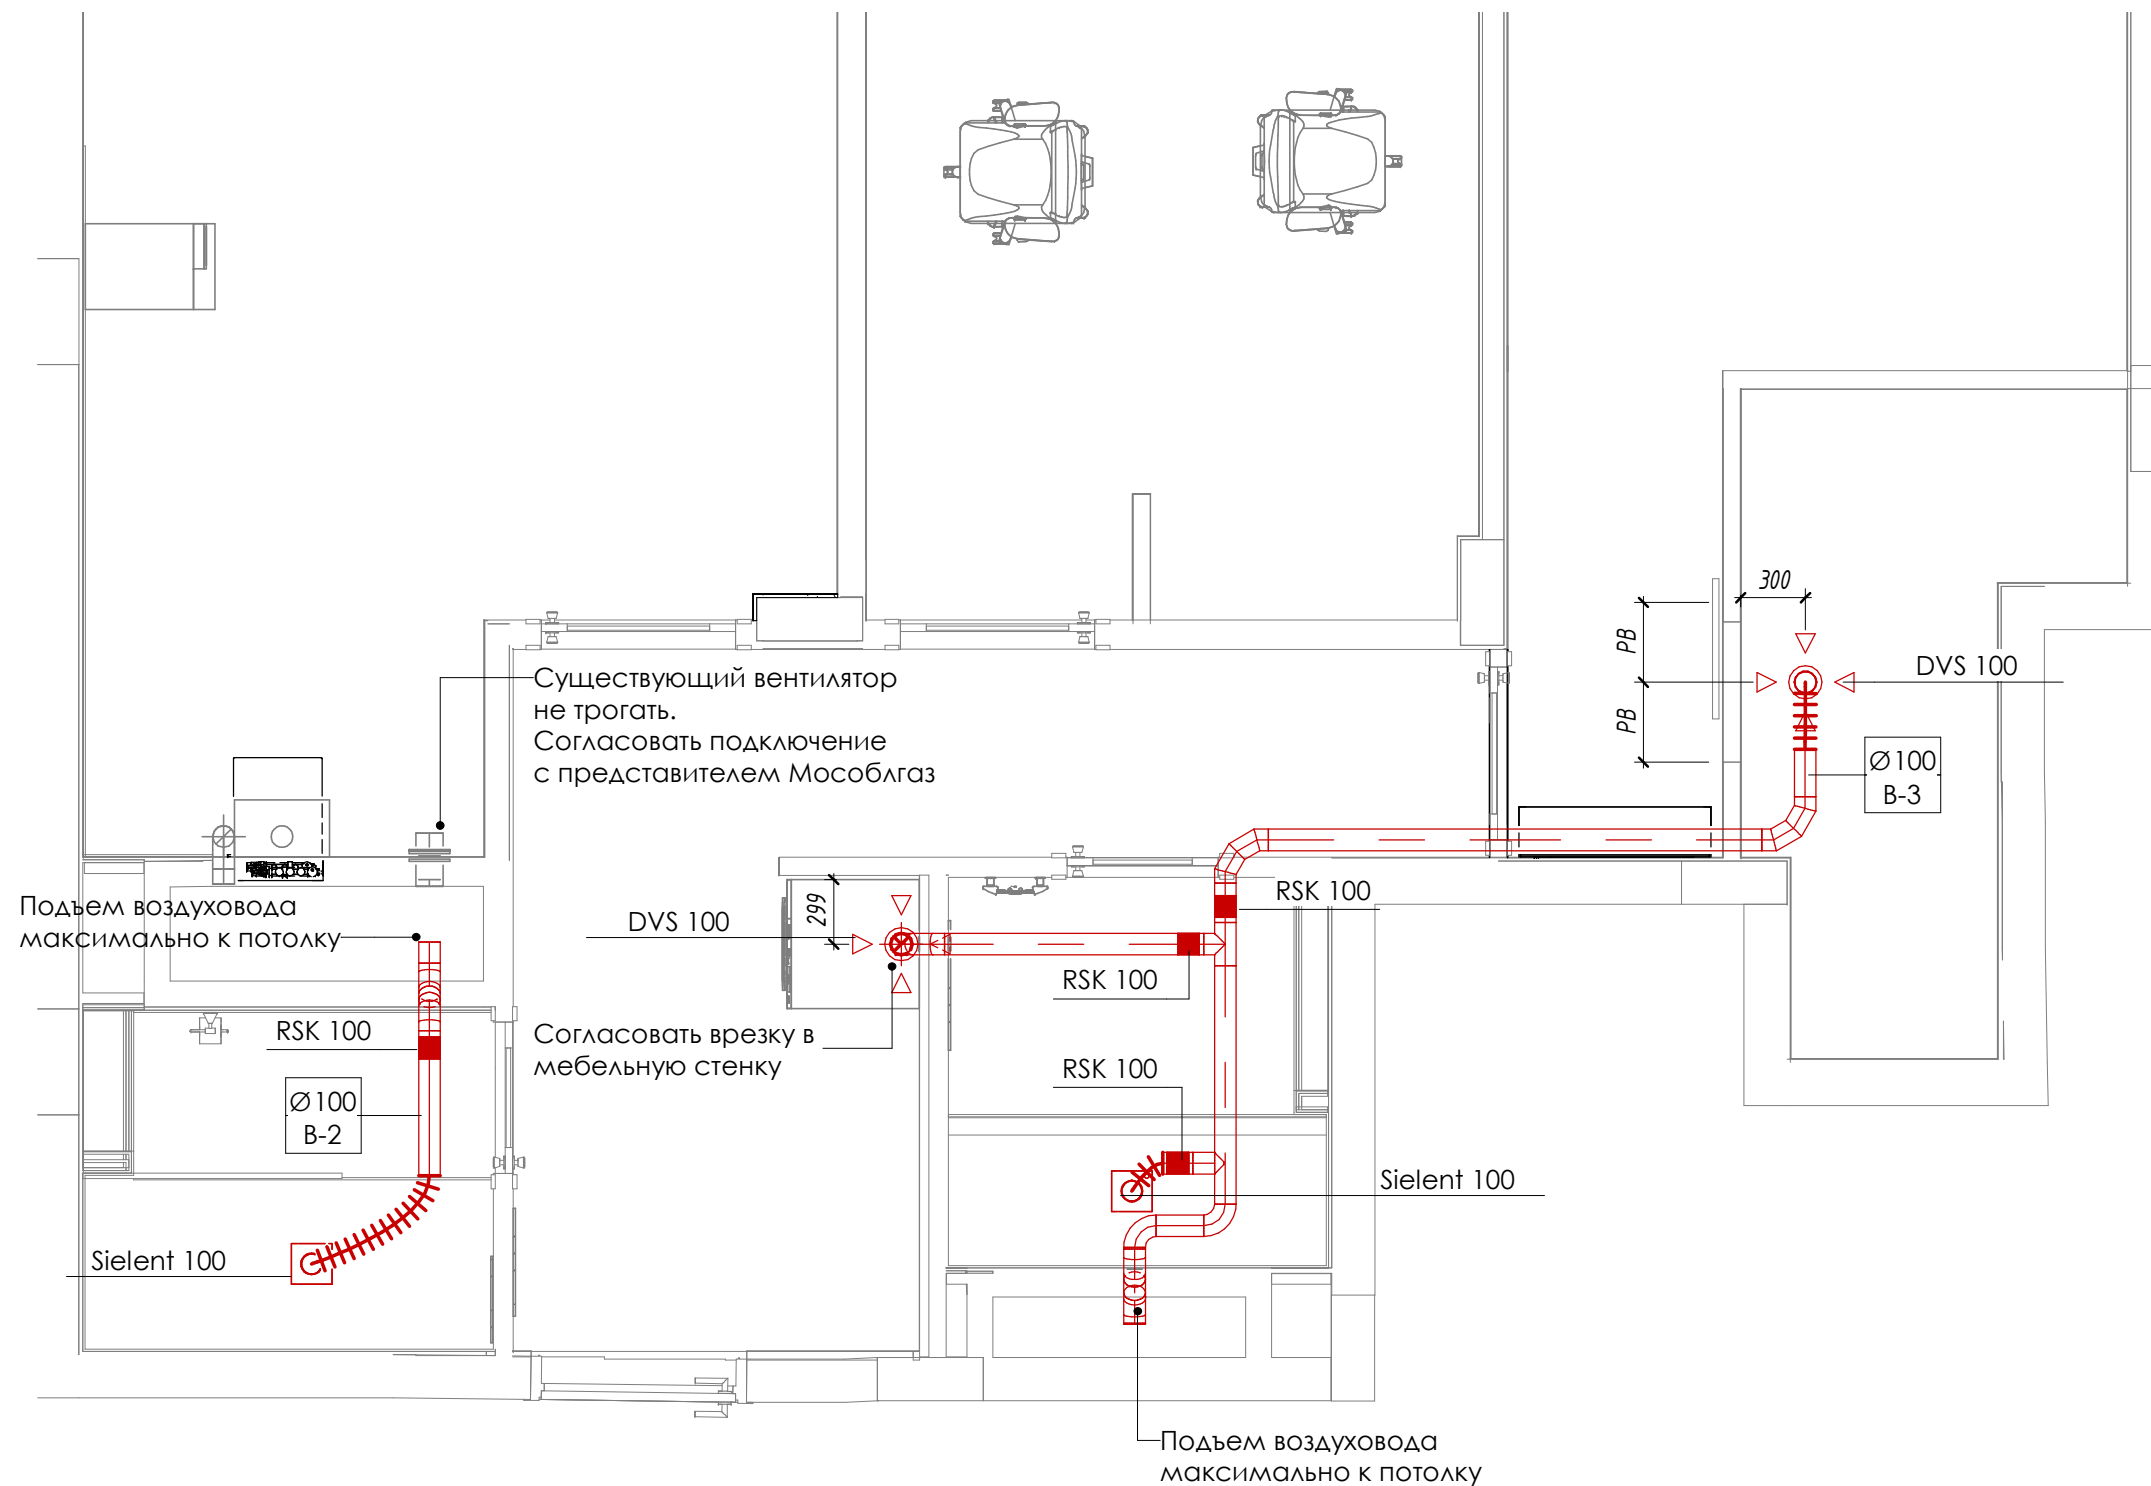 300
РВ
РВ
DVS 100
Ø100
В-3
Существующий вентилятор
не трогать.
Согласовать подключение
с представителем Мособлгаз
Подъем воздуховода
максимально к потолку
DVS 100
299
RSK 100
RSK 100
RSK 100
Ø100
В-2
Согласовать врезку в
мебельную стенку
RSK 100
Sielent 100
Sielent 100
Подъем воздуховода
максимально к потолку